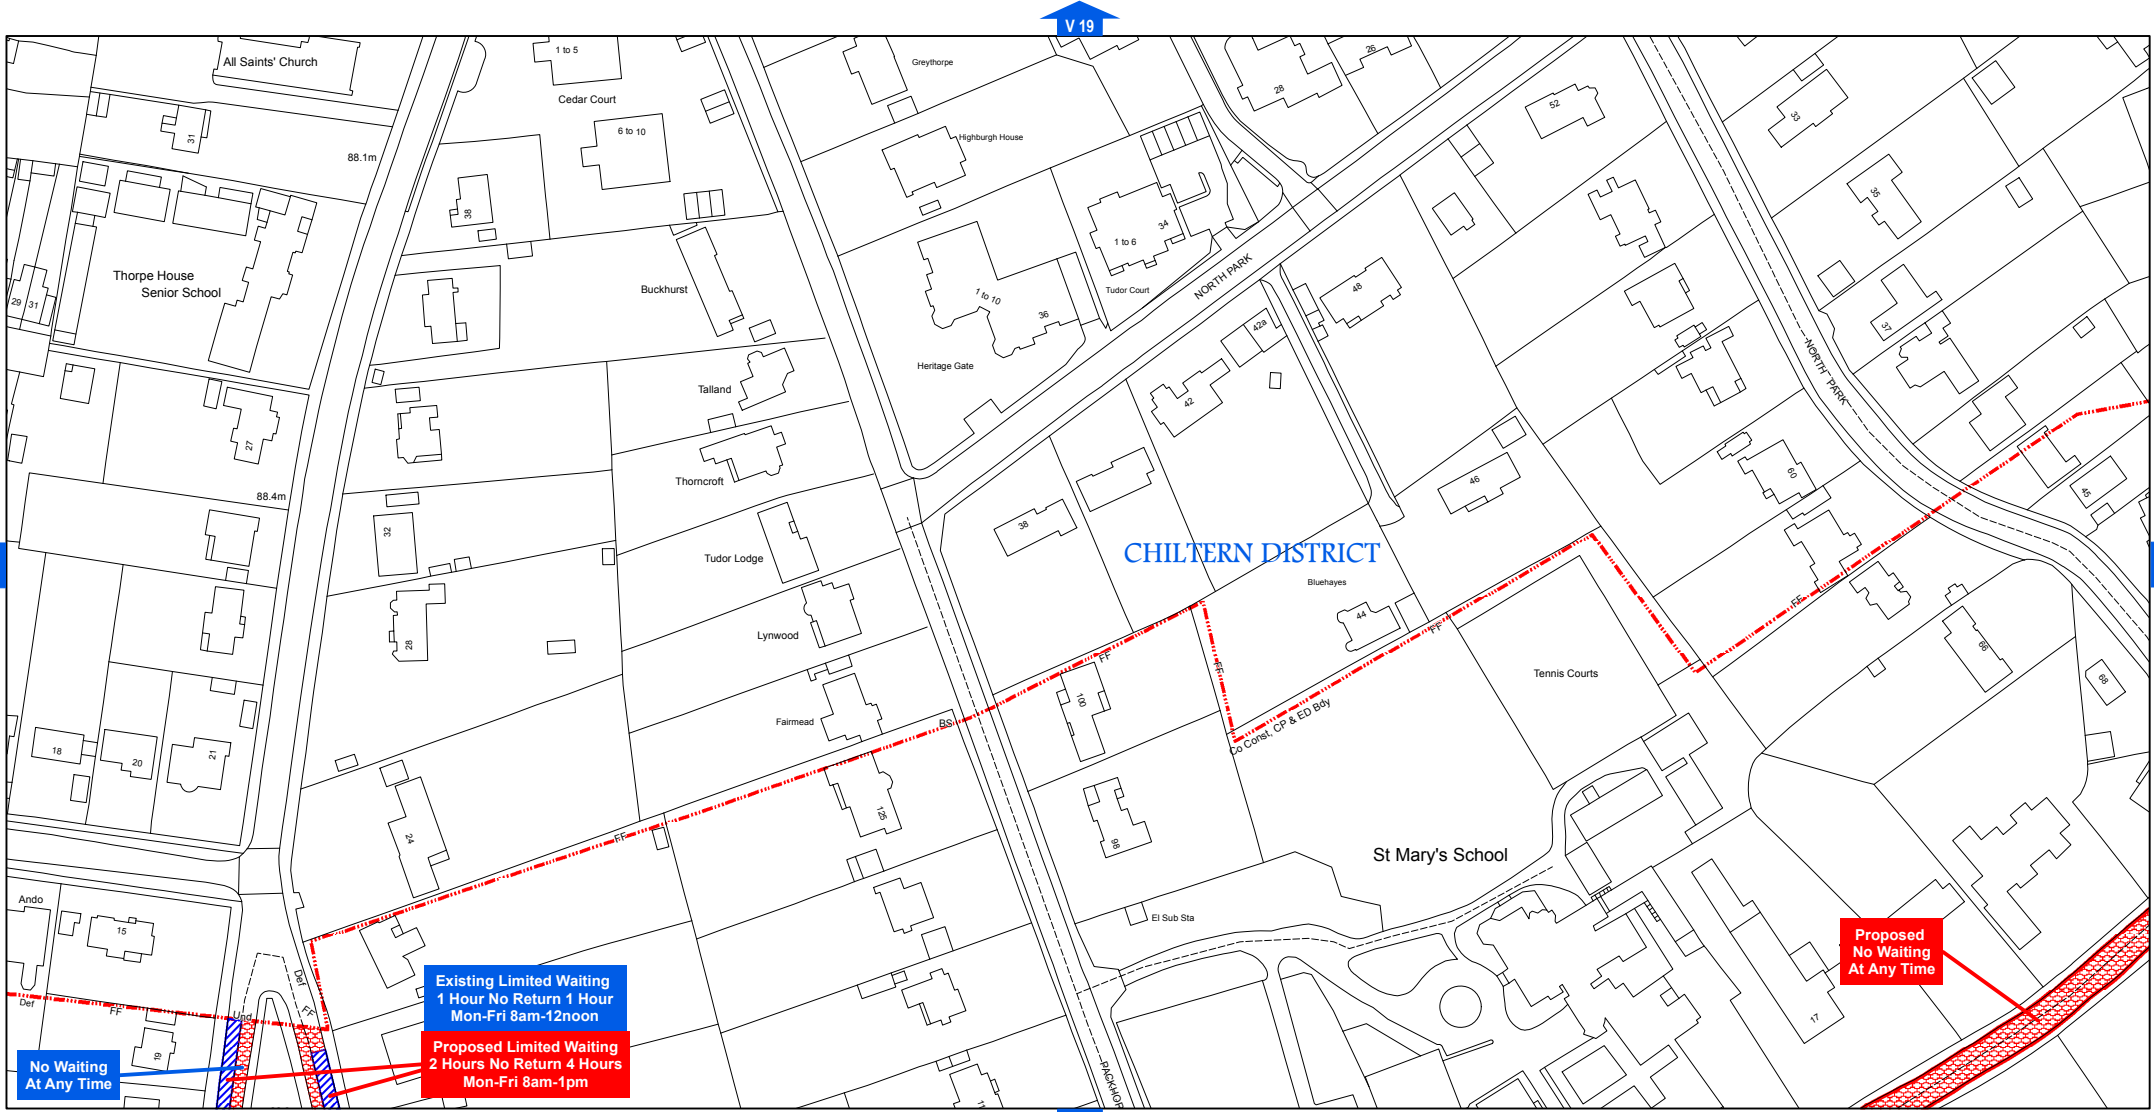 V 19
All Saints' Church
1 to 5
Cedar Court
6 to 10
31
88.1m
38
Greythorpe
Highburgh House
28
26
52
33
35
37
1 to 6
34
Tudor Court
NORTH PARK
Thorpe House
Senior School
29
31
Buckhurst
1 to 10
36
Heritage Gate
48
42a
42
NORTH PARK
Talland
27
88.4m
Thorncroft
32
Tudor Lodge
38
46
60
45
CHILTERN DISTRICT
Bluehayes
44
FF
FF
28
Lynwood
Fairmead
BS
FF
FF
100
Co Const, CP & ED Bdy
Tennis Courts
66
68
18
20
21
24
FF
125
98
St Mary's School
El Sub Sta
Ando
15
Def
Def
FF
Und
FF
19
17
Existing Limited Waiting
1 Hour No Return 1 Hour
Mon-Fri 8am-12noon
Proposed Limited Waiting
2 Hours No Return 4 Hours
Mon-Fri 8am-1pm
No Waiting
At Any Time
Proposed
No Waiting
At Any Time